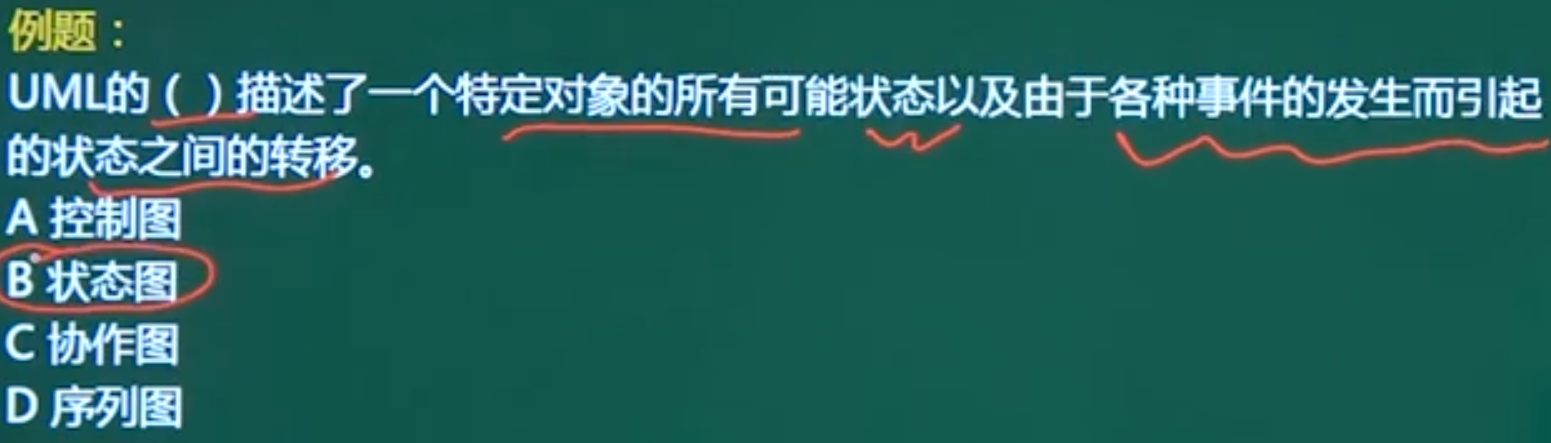 例题：
UML的（ ）描述了一个特定对象的所有可能状态以及由于各种事件的发生而引起
的状态之间的转移。
A 控制图
B 状态图
C 协作图
D 序列图